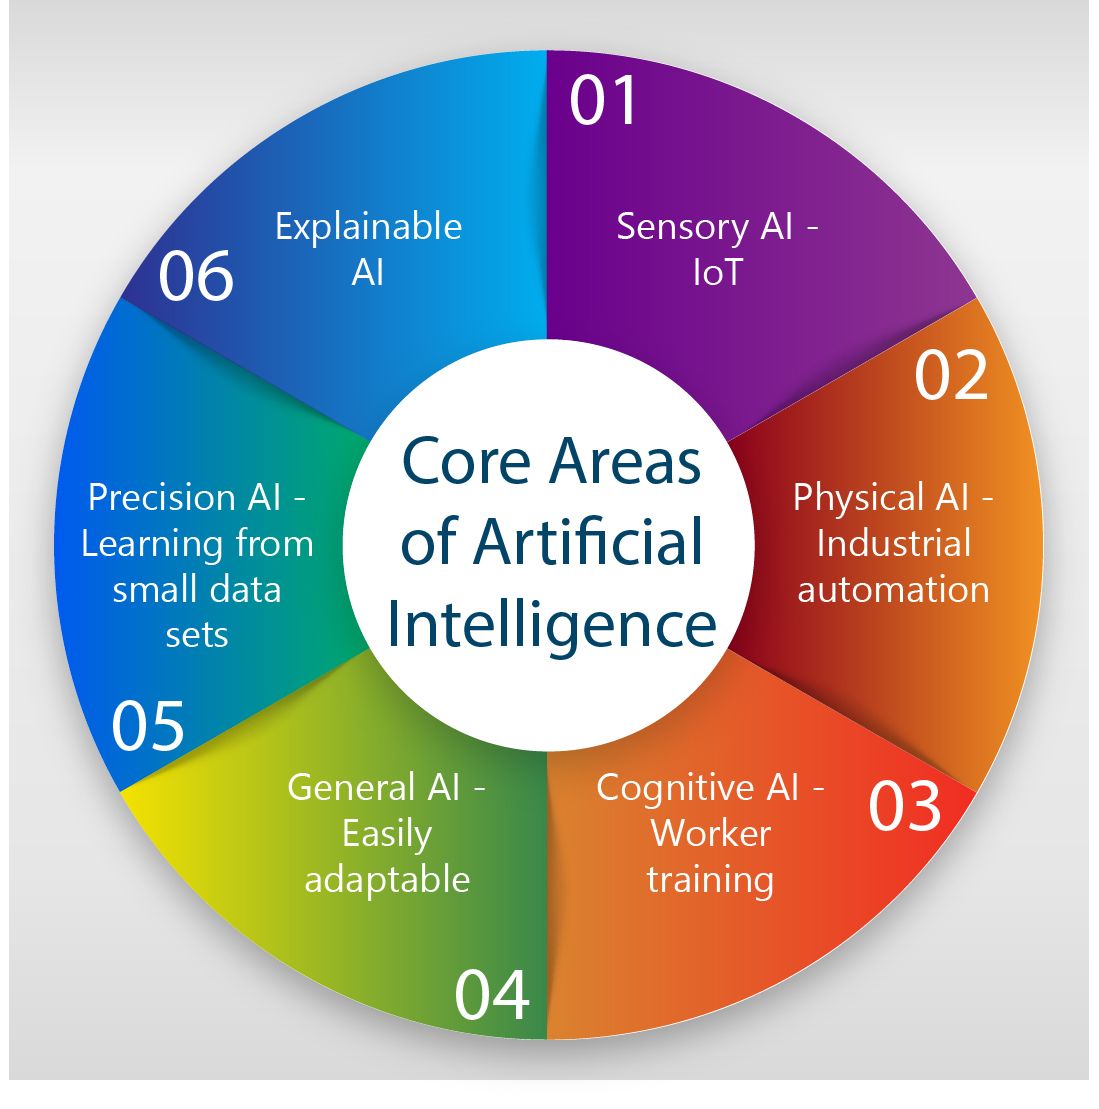 Core Areas
of Artificial
Intelligence
01
Sensory AI -
IoT
02
Physical AI -
Industrial
automation
03
Cognitive AI -
Worker
training
04
General AI -
Easily
adaptable
05
Precision AI -
Learning from
small data
sets
06
Explainable
AI